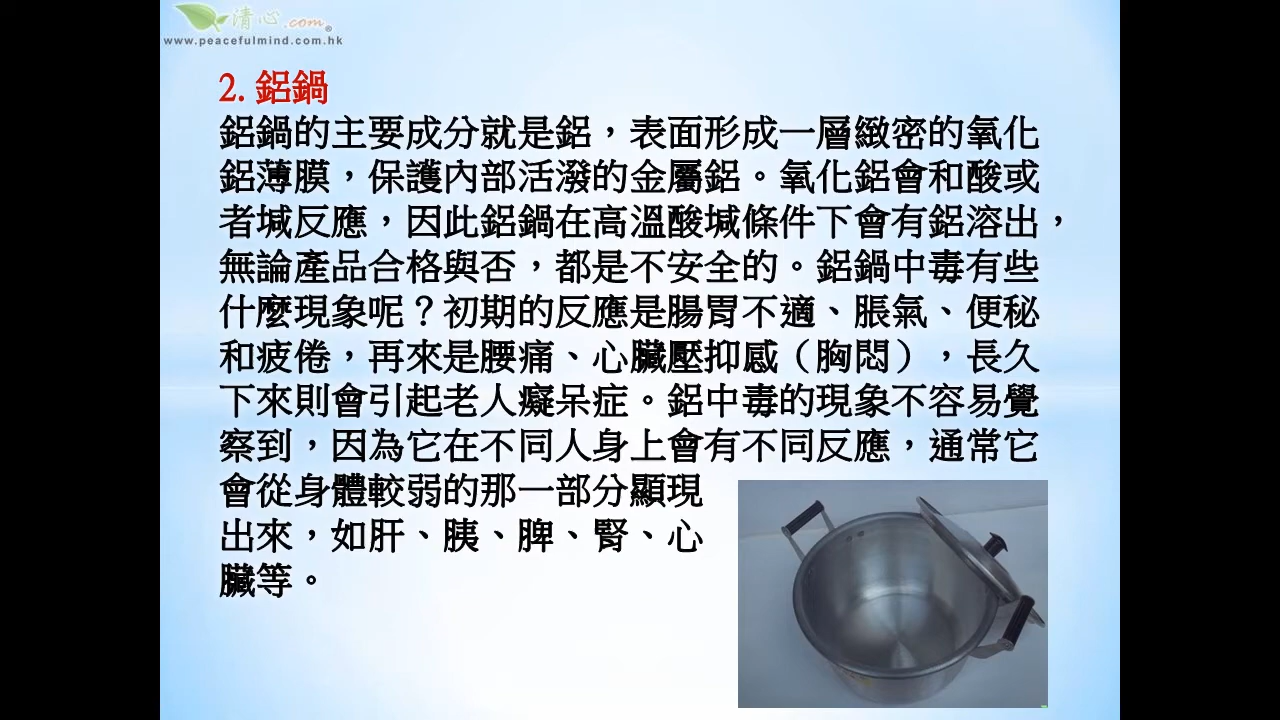 清心.com®
www.peacefulmind.com.hk
2. 鋁鍋
鋁鍋的主要成分就是鋁，表面形成一層緻密的氧化
鋁薄膜，保護內部活潑的金屬鋁。氧化鋁會和酸或
者堿反應，因此鋁鍋在高溫酸堿條件下會有鋁溶出，
無論產品合格與否，都是不安全的。鋁鍋中毒有些
什麼現象呢？初期的反應是腸胃不適、脹氣、便秘
和疲倦，再來是腰痛、心臟壓抑感（胸悶），長久
下來則會引起老人癡呆症。鋁中毒的現象不容易覺
察到，因為它在不同人身上會有不同反應，通常它
會從身體較弱的那一部分顯現
出來，如肝、胰、脾、腎、心
臟等。